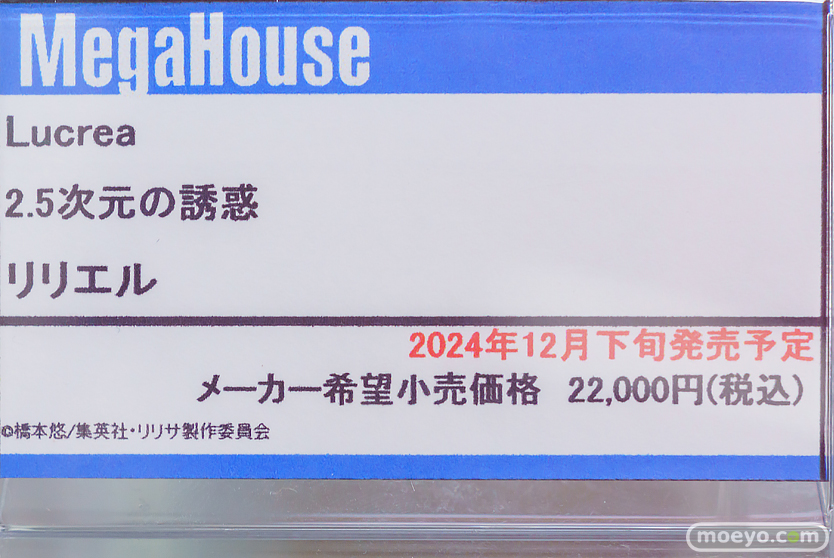 MegaHouse
Lucrea
2.5次元の誘惑
リリエル
2024年12月下旬発売予定
メーカー希望小売価格 22,000円(税込)
©橋本悠/集英社・リリサ製作委員会
moeyo.com